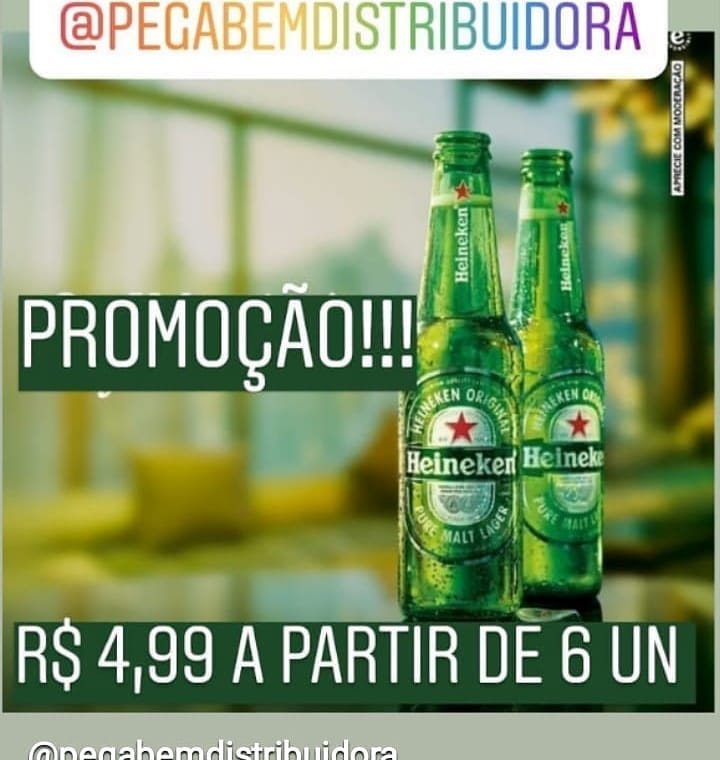 @PEGABEMDISTRIBUIDORA
APRECIE COM MODERAÇÃO
Heineken
Heineken
PROMOÇÃO!!!
HEINEKEN ORIGINAL
Heineken
PURE MALT LAGER
Heineke
R$ 4,99 A PARTIR DE 6 UN
@pegabemdistribuidora